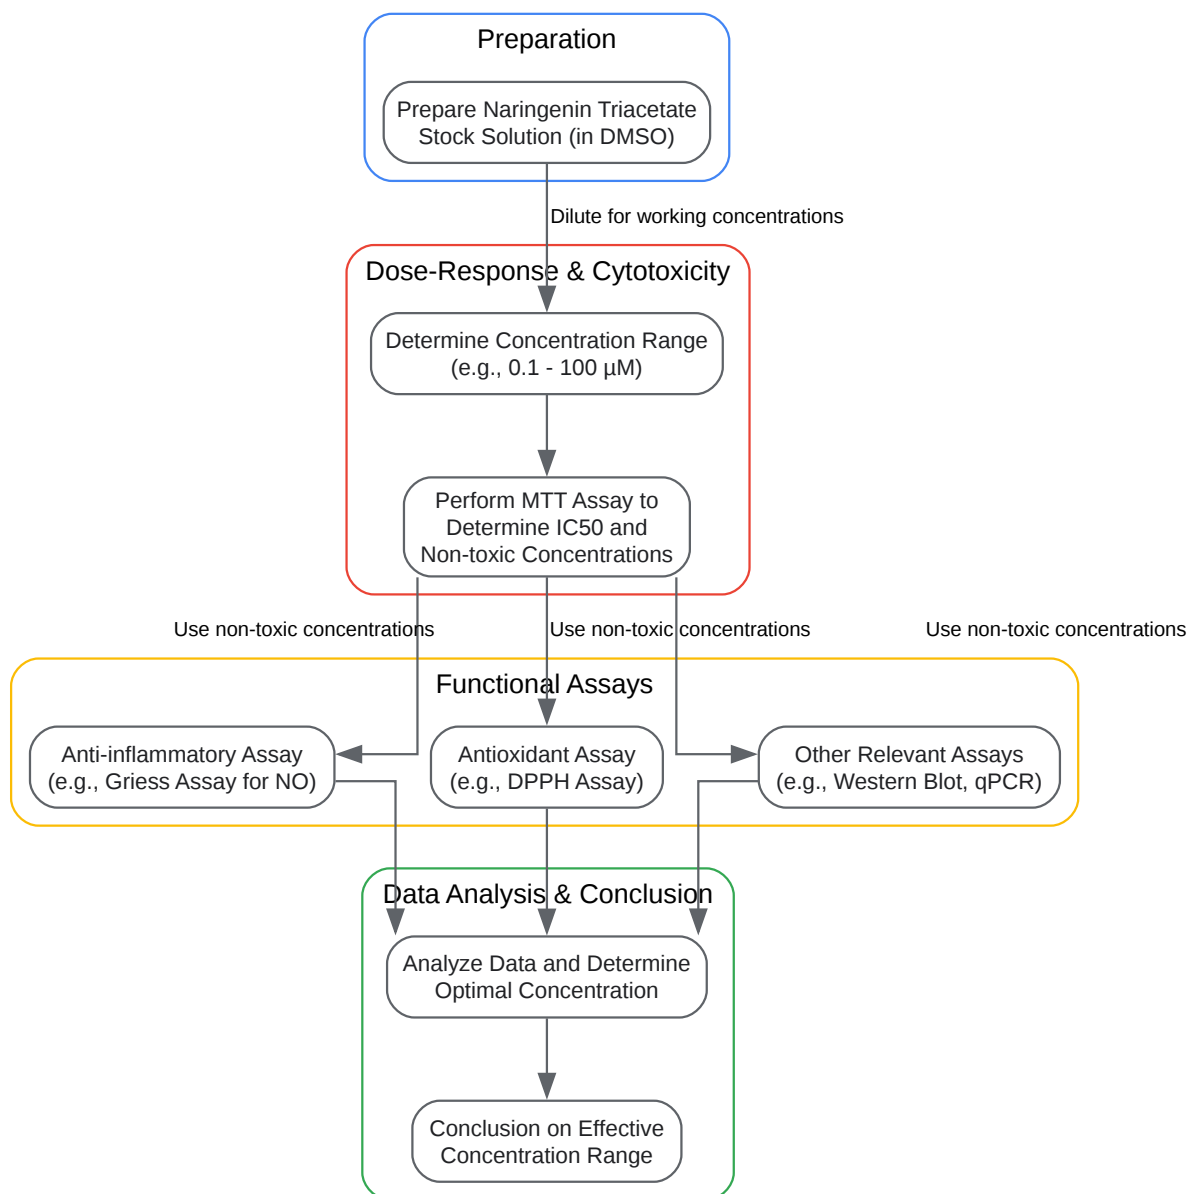 Preparation
Prepare Naringenin Triacetate
Stock Solution (in DMSO)
Dilute for working concentrations
Dose-Response & Cytotoxicity
Determine Concentration Range
(e.g., 0.1 - 100 µM)
Perform MTT Assay to
Determine IC50 and
Non-toxic Concentrations
Use non-toxic concentrations
Use non-toxic concentrations
Use non-toxic concentrations
Functional Assays
Anti-inflammatory Assay
(e.g., Griess Assay for NO)
Antioxidant Assay
(e.g., DPPH Assay)
Other Relevant Assays
(e.g., Western Blot, qPCR)
Data Analysis & Conclusion
Analyze Data and Determine
Optimal Concentration
Conclusion on Effective
Concentration Range